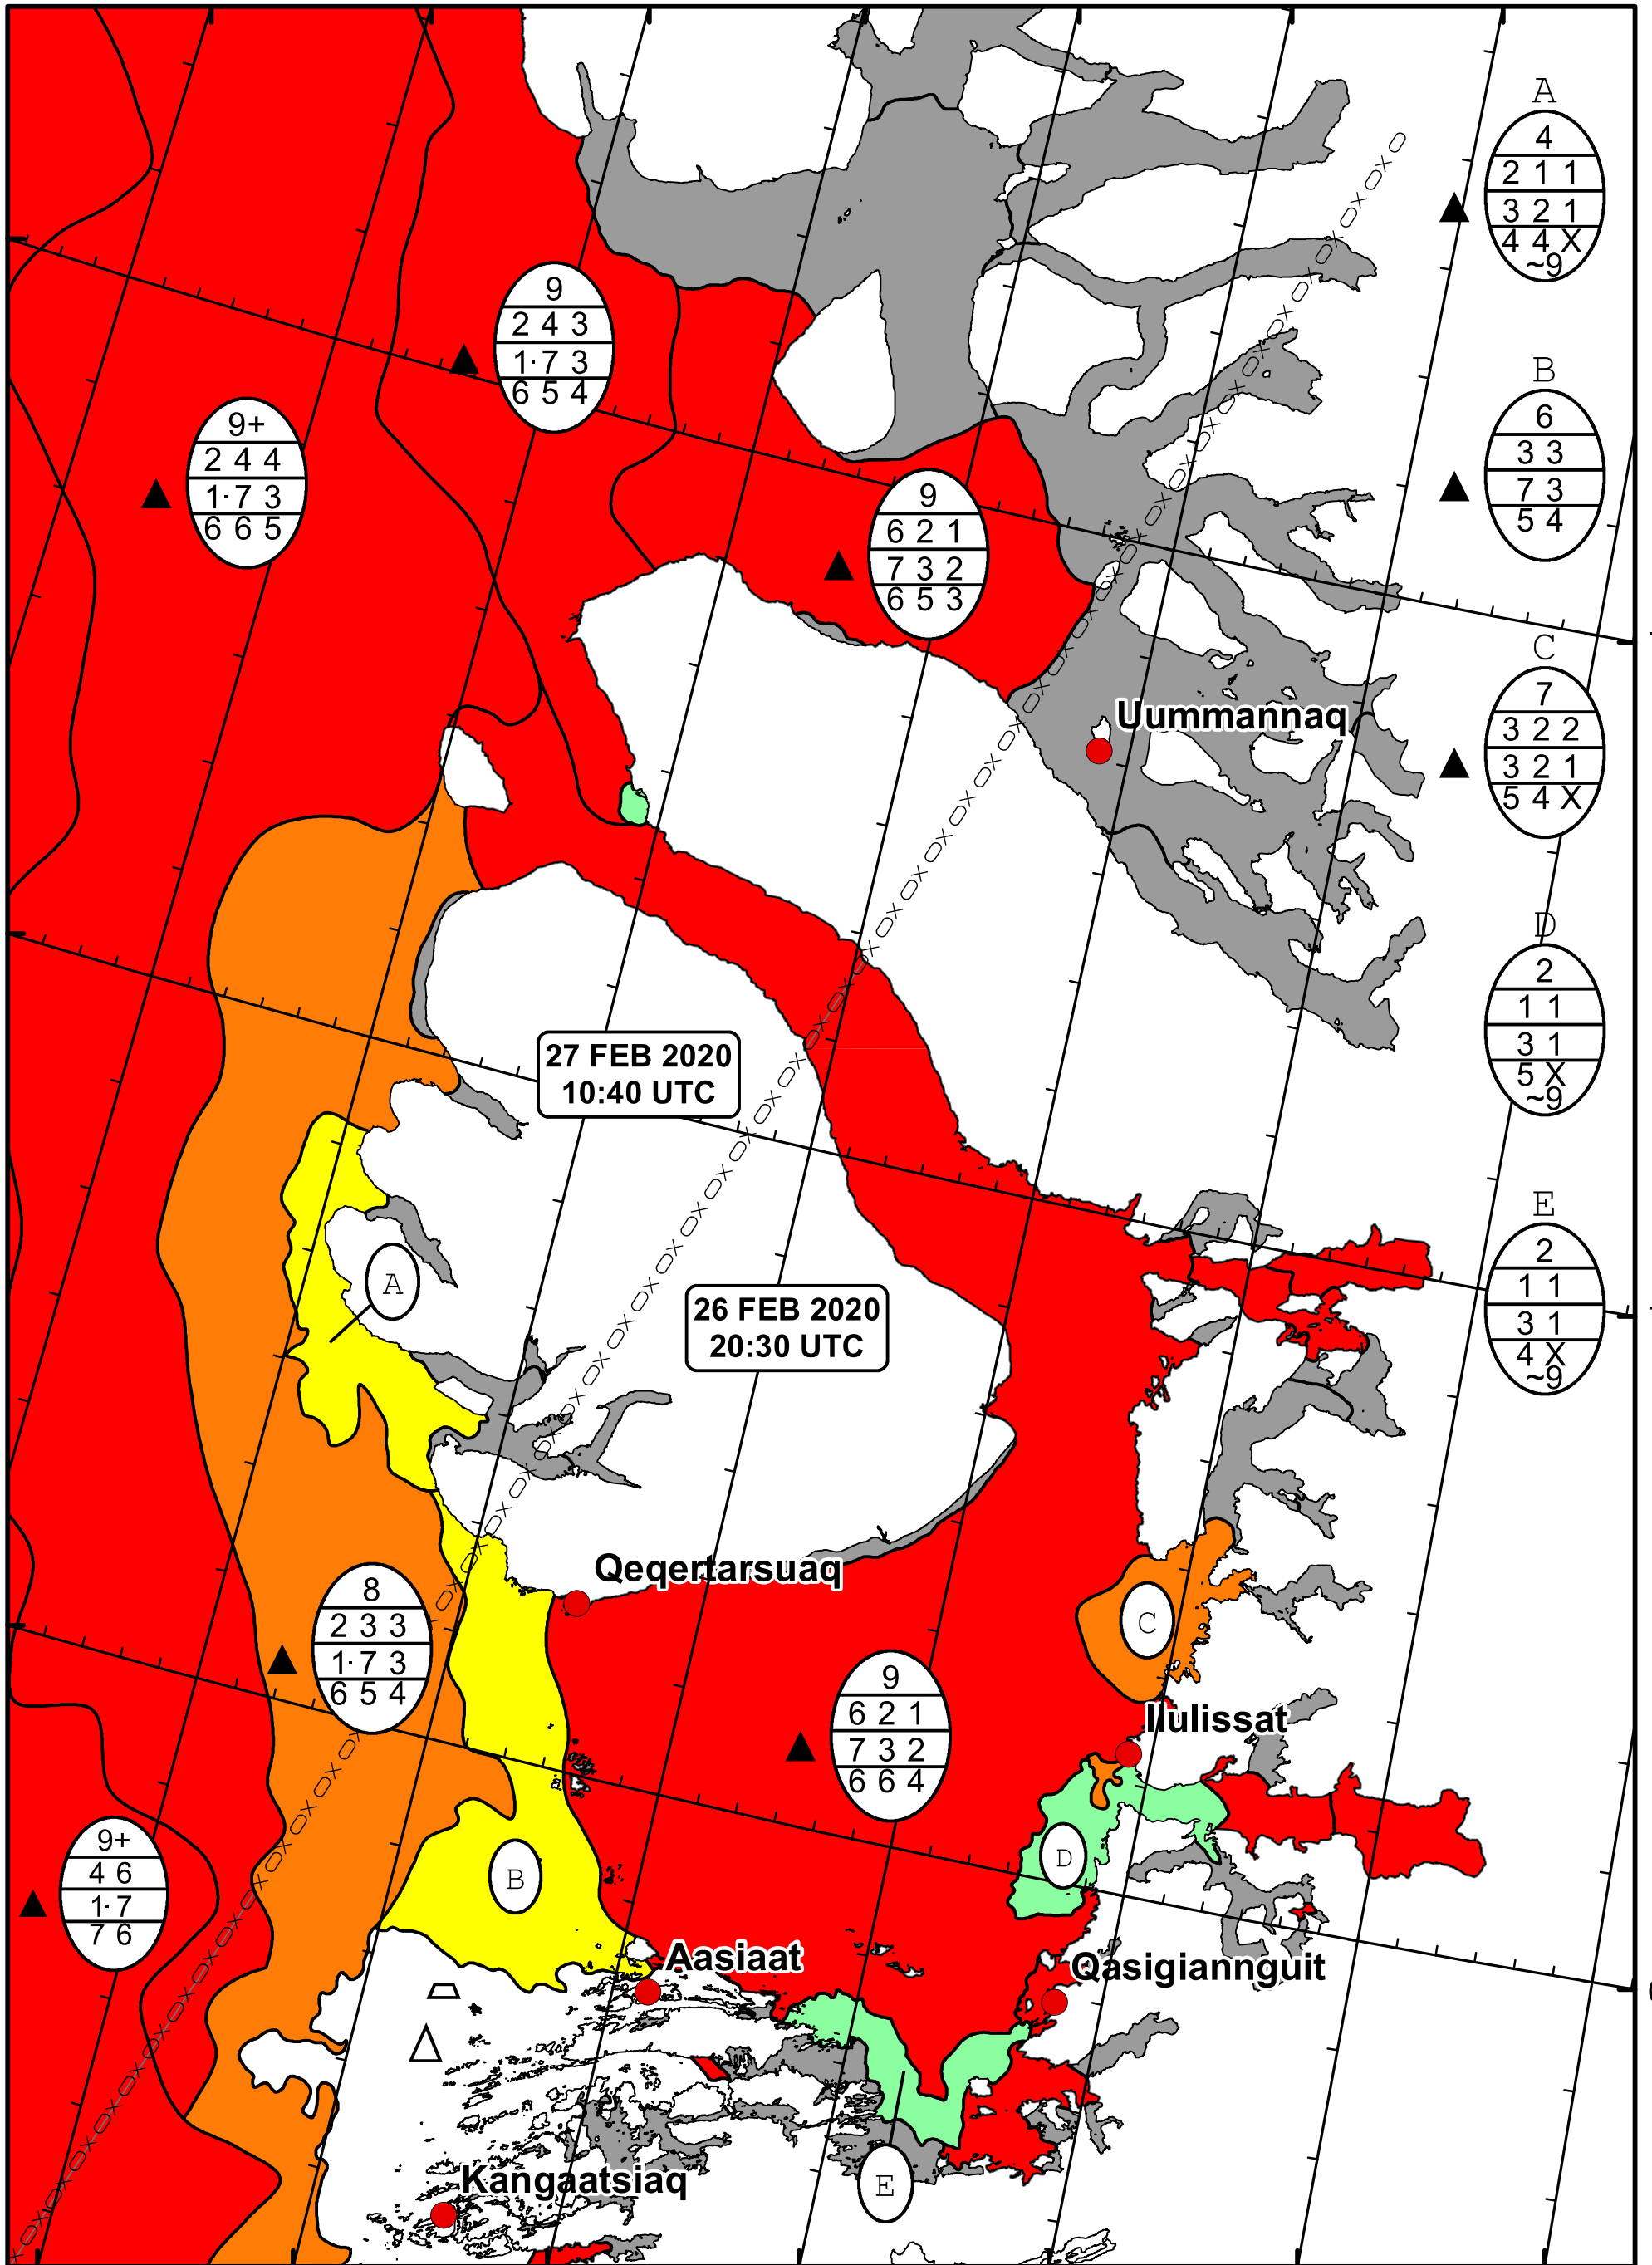 A
4
2 1 1
3 2 1
4 4 X
~9
9
2 4 3
1· 7 3
6 5 4
B
6
3 3
7 3
5 4
9+
2 4 4
1· 7 3
6 6 5
9
6 2 1
7 3 2
6 5 3
C
7
3 2 2
3 2 1
5 4 X
Uummannaq
D
2
1 1
3 1
5 X
~9
27 FEB 2020
10:40 UTC
E
2
1 1
3 1
4 X
~9
A
26 FEB 2020
20:30 UTC
Qeqertarsuaq
8
2 3 3
1· 7 3
6 5 4
C
9
6 2 1
7 3 2
6 6 4
Ilulissat
9+
4 6
1· 7
7 6
B
D
Aasiaat
Qasigiannguit
Kangaatsiaq
E